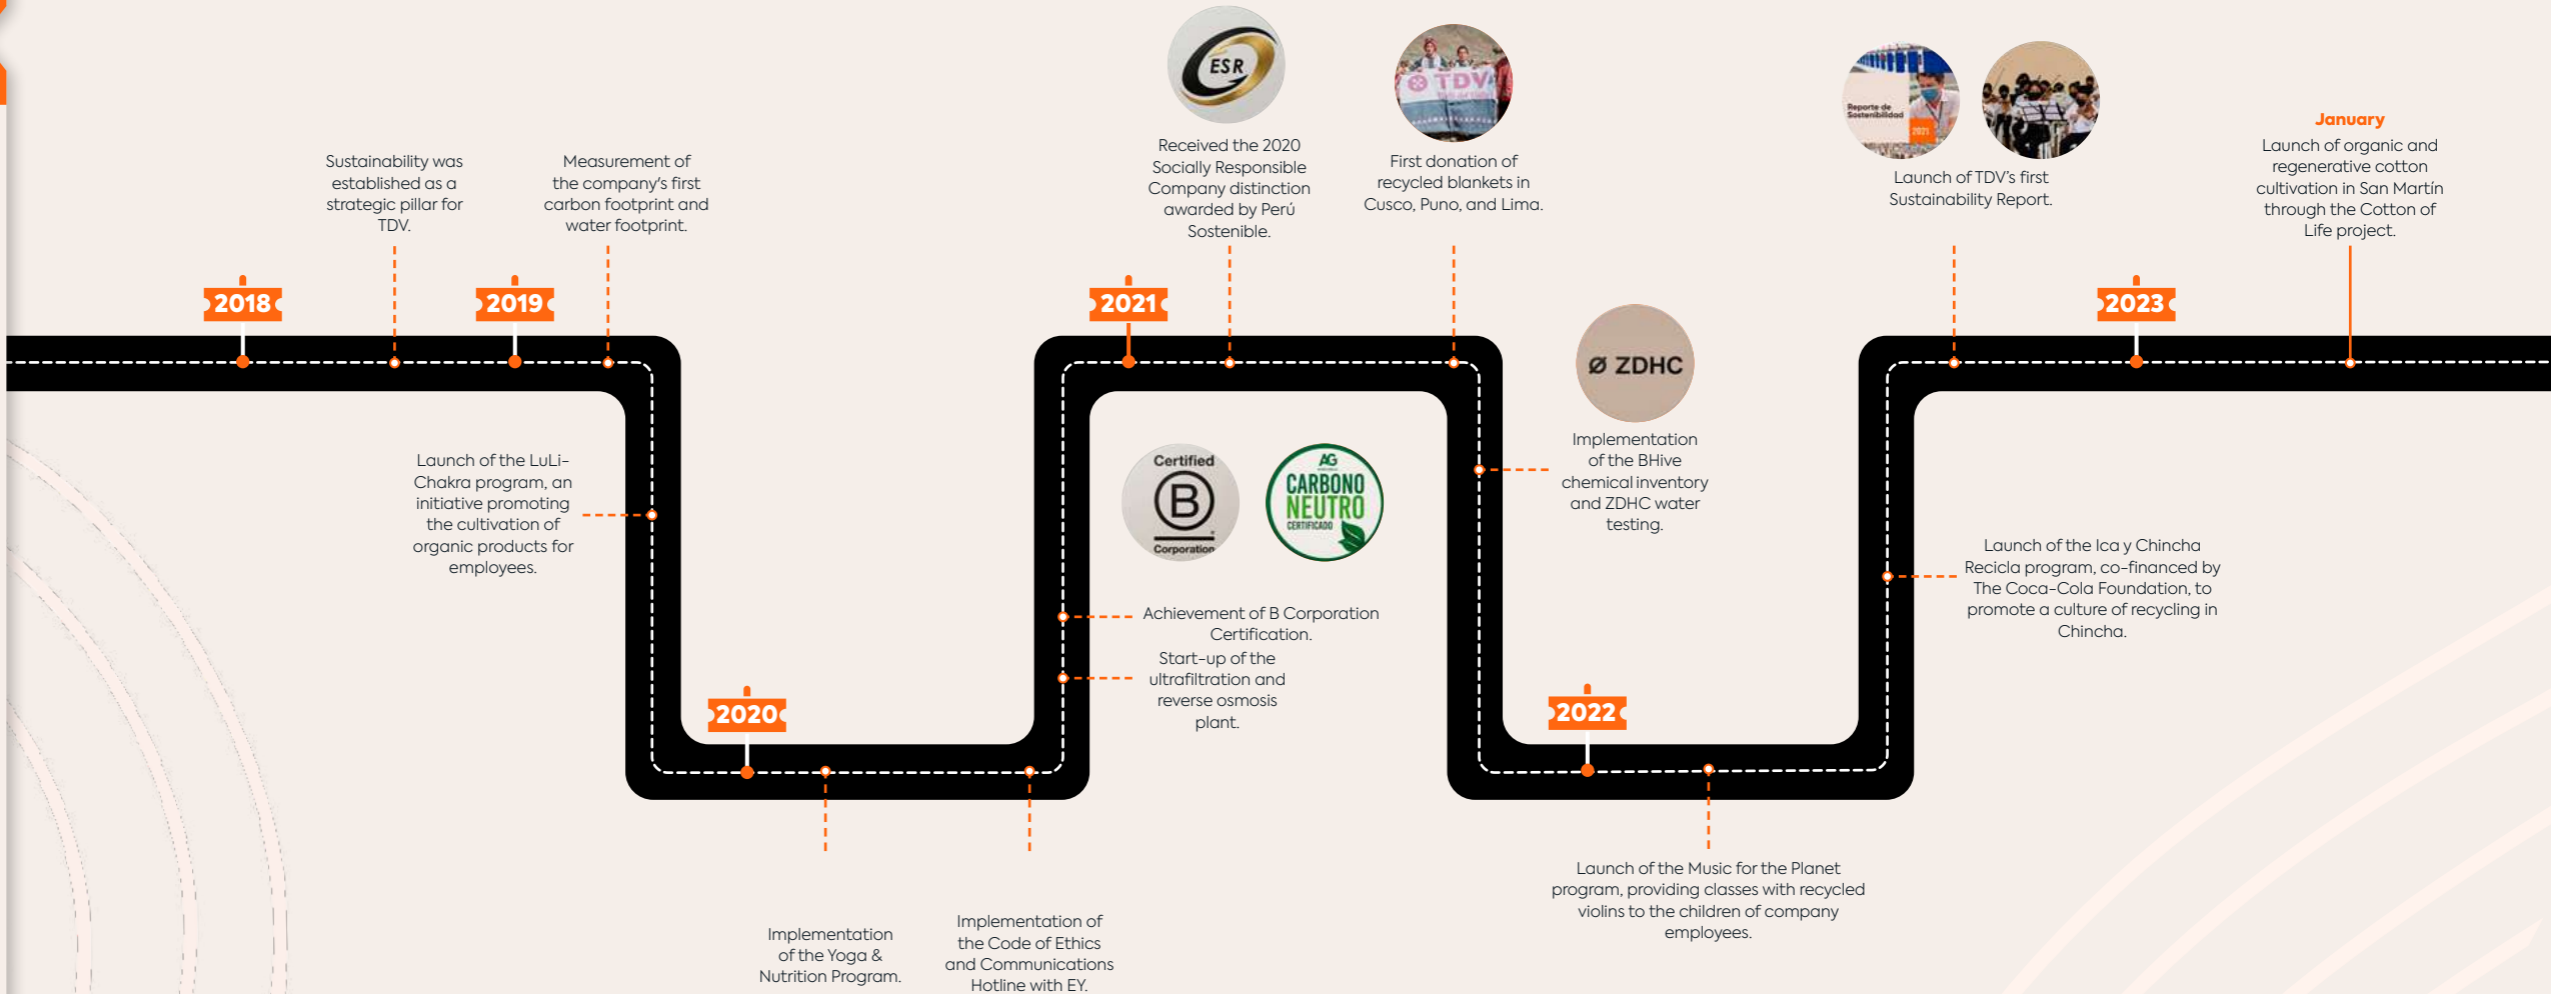 2018
Sustainability was
established as a
strategic pillar for
TDV.
2019
Measurement of
the company's first
carbon footprint and
water footprint.
Launch of the LuLi-
Chakra program, an
initiative promoting
the cultivation of
organic products for
employees.
2020
Implementation
of the Yoga &
Nutrition Program.
Implementation of
the Code of Ethics
and Communications
Hotline with EY.
Start-up of the
ultrafiltration and
reverse osmosis
plant.
Achievement of B Corporation
Certification.
Certified
B
Corporation
AG
CARBONO
NEUTRO
CERTIFICADO
2021
ESR
Received the 2020
Socially Responsible
Company distinction
awarded by Perú
Sostenible.
TDV
First donation of
recycled blankets in
Cusco, Puno, and Lima.
Ø ZDHC
Implementation
of the BHive
chemical inventory
and ZDHC water
testing.
2022
Launch of the Music for the Planet
program, providing classes with recycled
violins to the children of company
employees.
Launch of the Ica y Chincha
Recicla program, co-financed by
The Coca-Cola Foundation, to
promote a culture of recycling in
Chincha.
Reporte de
Sostenibilidad
2021
Launch of TDV's first
Sustainability Report.
2023
January
Launch of organic and
regenerative cotton
cultivation in San Martín
through the Cotton of
Life project.